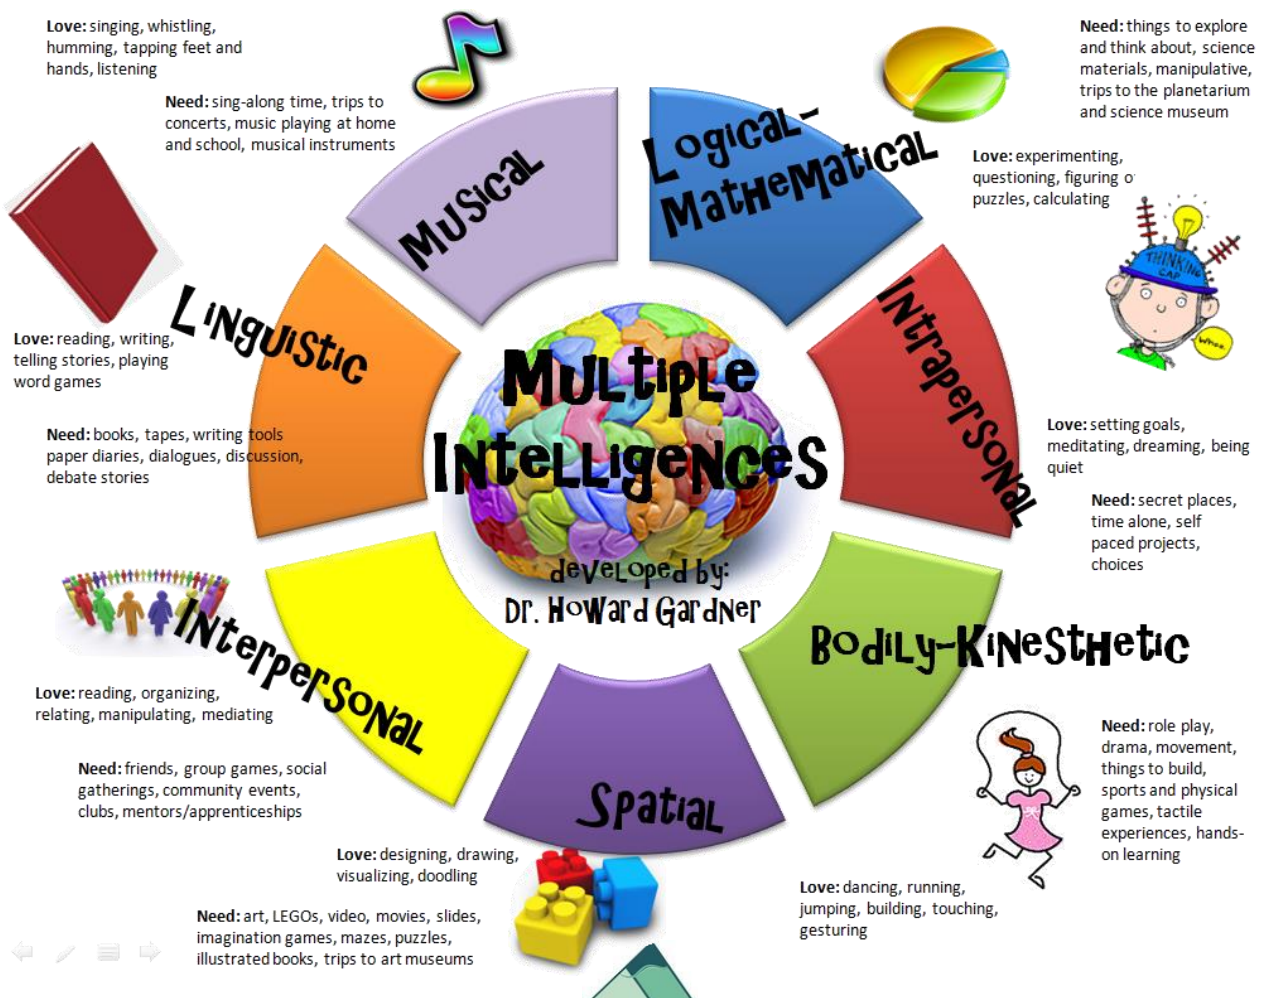 Love: singing, whistling,
humming, tapping feet and
hands, listening
Need: sing-along time, trips to
concerts, music playing at home
and school, musical instruments
Musical
Logical-
Mathematical
Need: things to explore
and think about, science
materials, manipulative,
trips to the planetarium
and science museum
Love: experimenting,
questioning, figuring o
puzzles, calculating
THINKING
CAP
Whoa
Intrapersonal
Love: setting goals,
meditating, dreaming, being
quiet
Need: secret places,
time alone, self
paced projects,
choices
Linguistic
Love: reading, writing,
telling stories, playing
word games
Need: books, tapes, writing tools
paper diaries, dialogues, discussion,
debate stories
Multiple
Intelligences
developed by:
Dr. Howard Gardner
Interpersonal
Love: reading, organizing,
relating, manipulating, mediating
Need: friends, group games, social
gatherings, community events,
clubs, mentors/apprenticeships
Bodily-Kinesthetic
Need: role play,
drama, movement,
things to build,
sports and physical
games, tactile
experiences, hands-
on learning
Love: dancing, running,
jumping, building, touching,
gesturing
Spatial
Love: designing, drawing,
visualizing, doodling
Need: art, LEGOs, video, movies, slides,
imagination games, mazes, puzzles,
illustrated books, trips to art museums